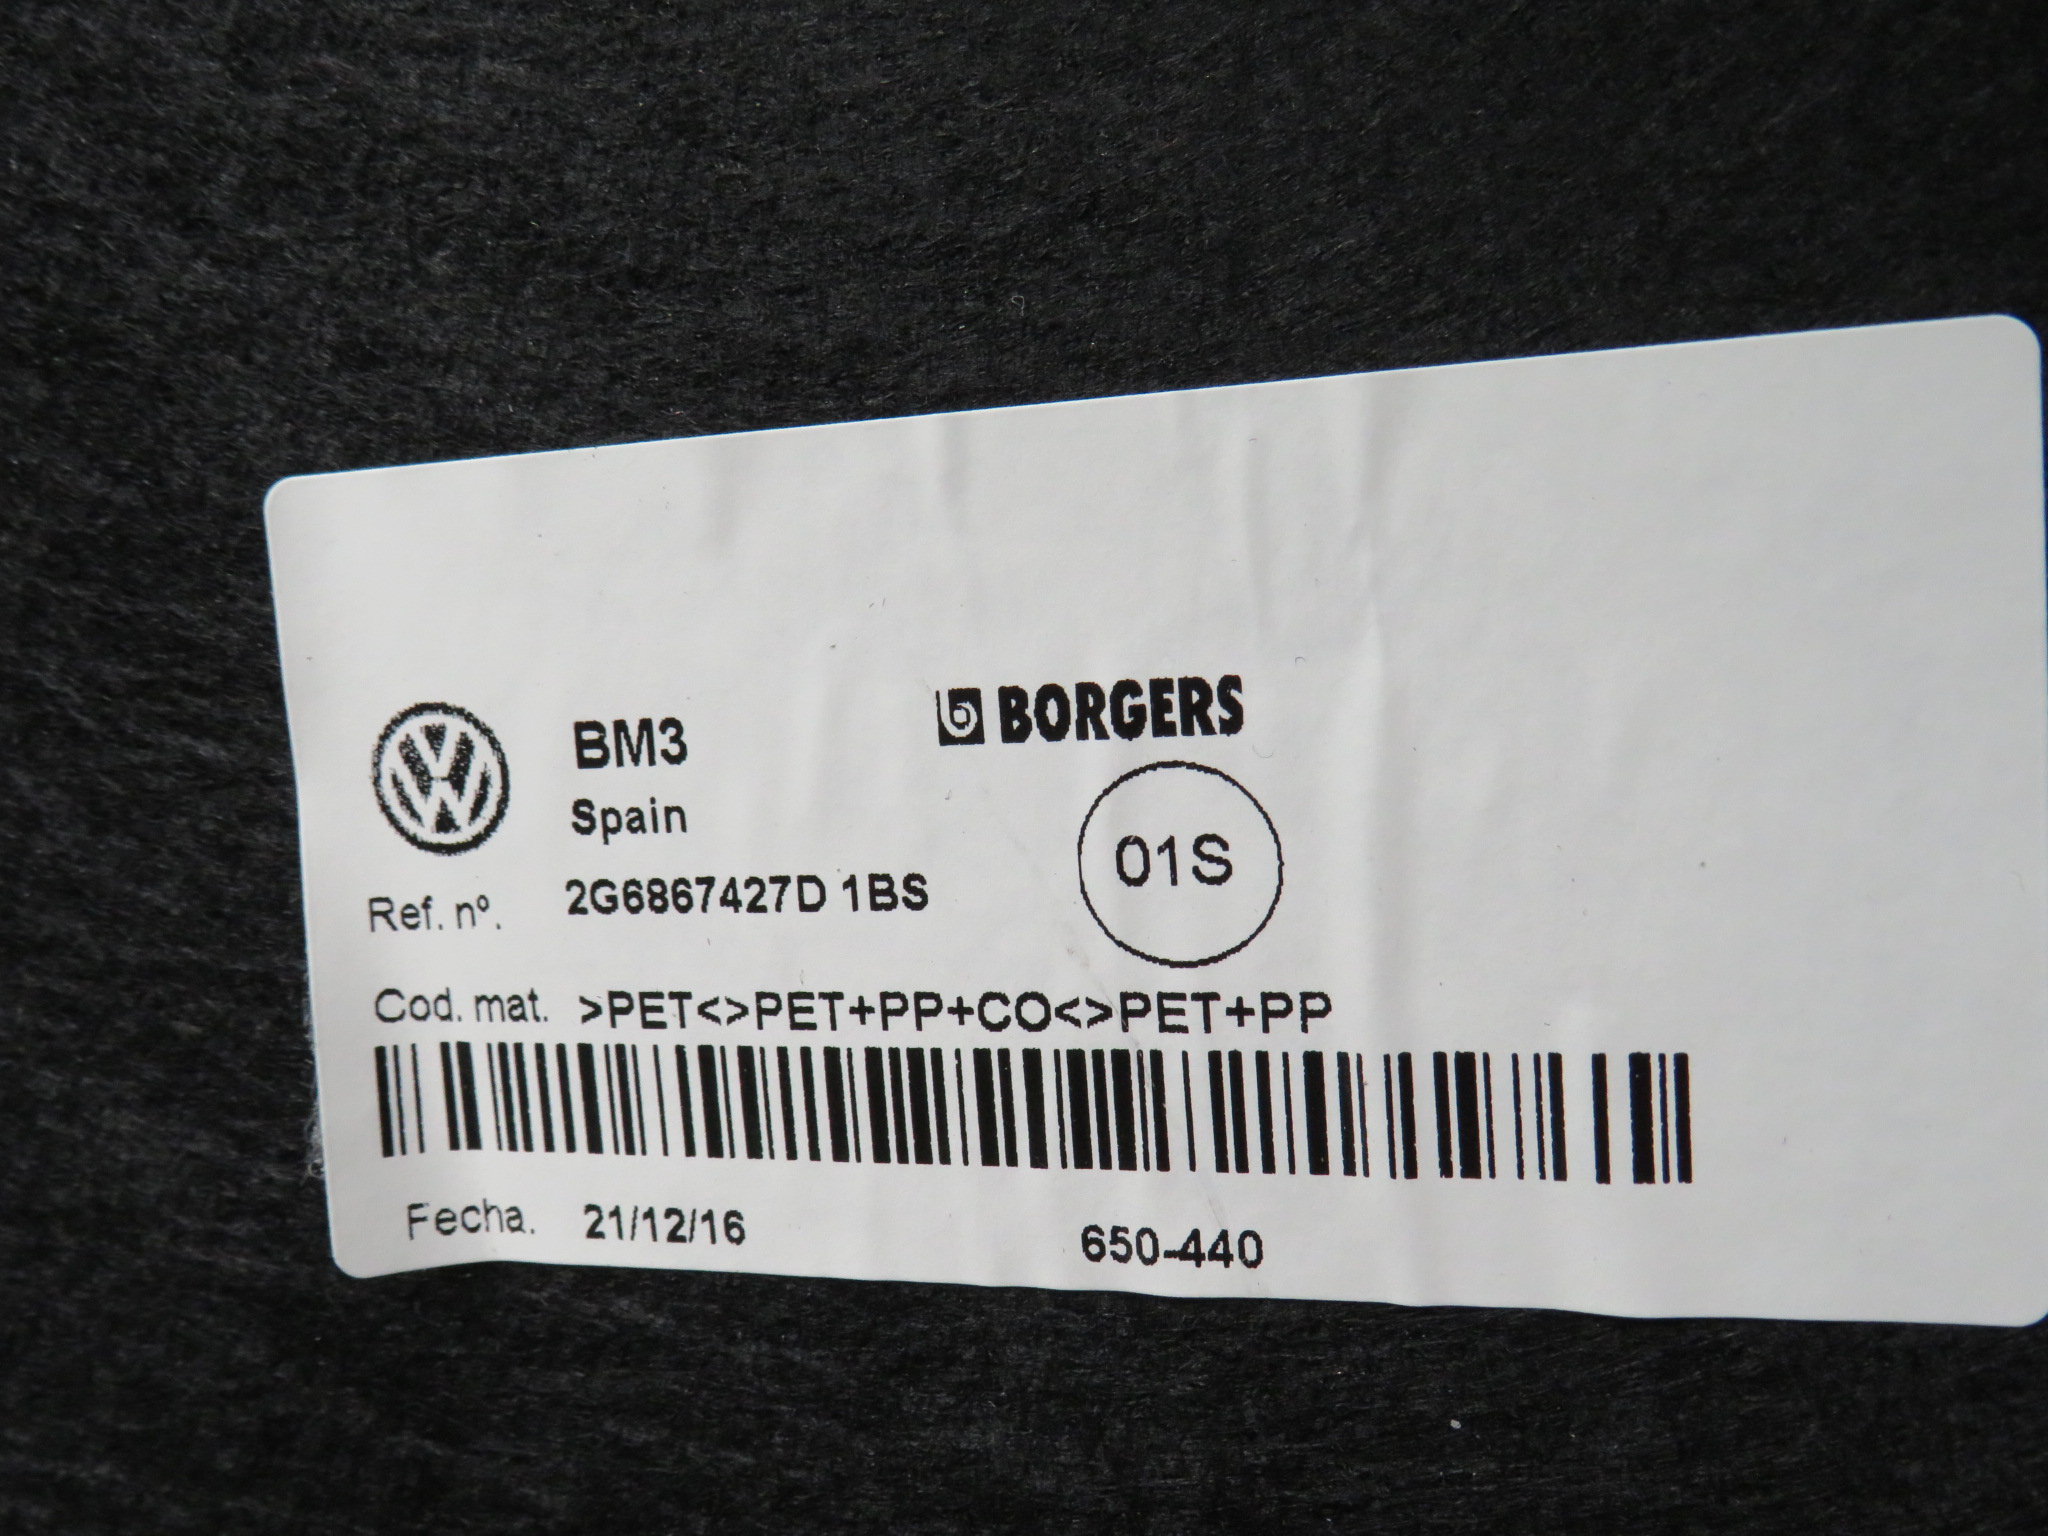 BORGERS
BM3
Spain
01S
Ref. nº. 2G6867427D 1BS
Cod. mat. >PET<>PET+PP+CO<>PET+PP
Fecha. 21/12/16
650-440